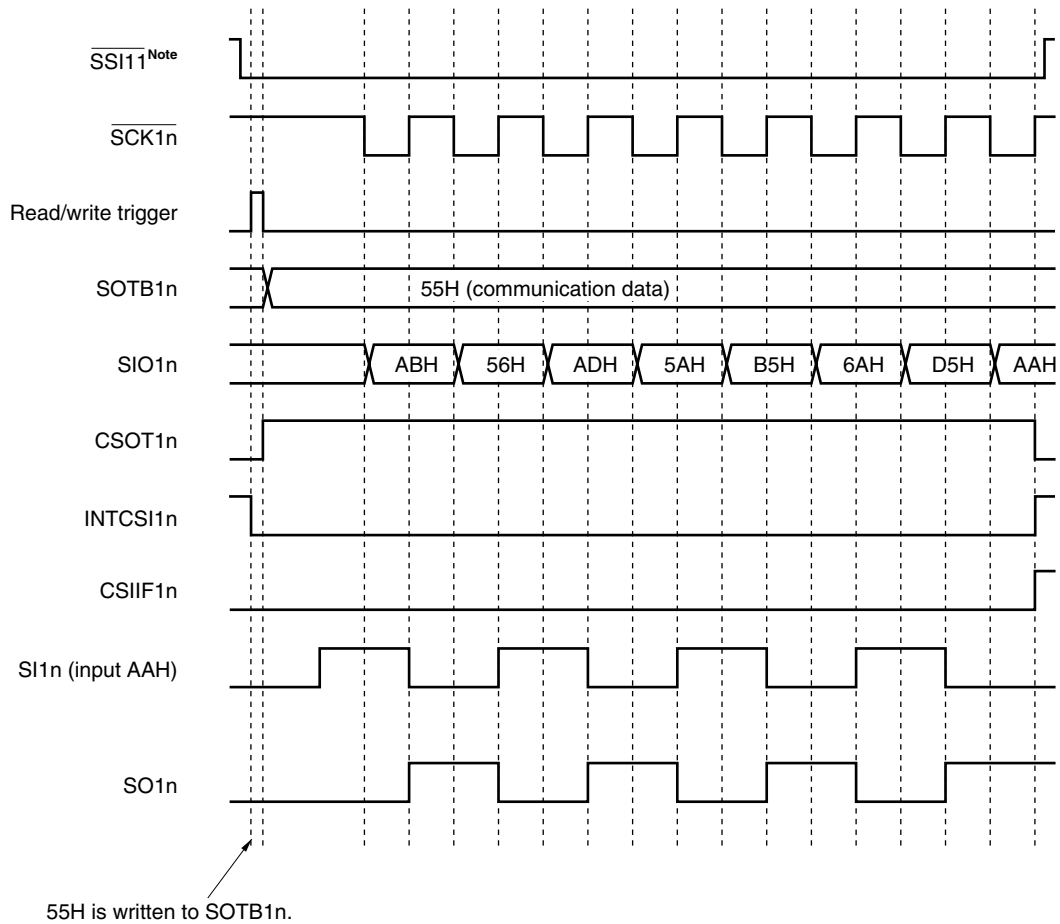 SSI11Note
SCK1n
Read/write trigger
SOTB1n 55H (communication data)
SIO1n ABH 56H ADH 5AH B5H 6AH D5H AAH
CSOT1n
INTCSI1n
CSIIF1n
SI1n (input AAH)
SO1n
55H is written to SOTB1n.